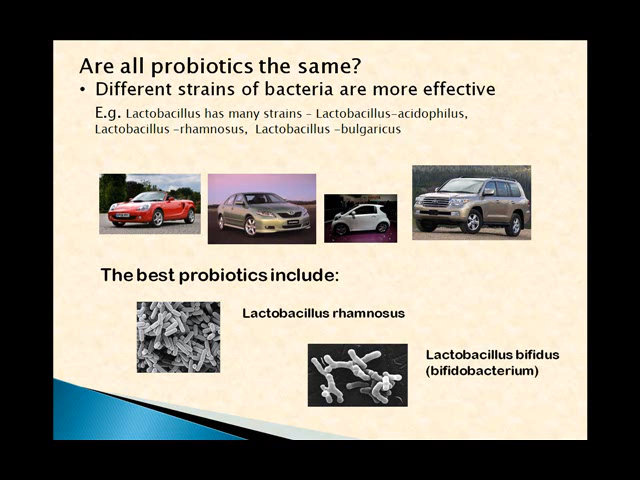 Are all probiotics the same?
• Different strains of bacteria are more effective
E.g. Lactobacillus has many strains – Lactobacillus-acidophilus,
Lactobacillus -rhamnosus, Lactobacillus -bulgaricus
The best probiotics include:
Lactobacillus rhamnosus
Lactobacillus bifidus
(bifidobacterium)